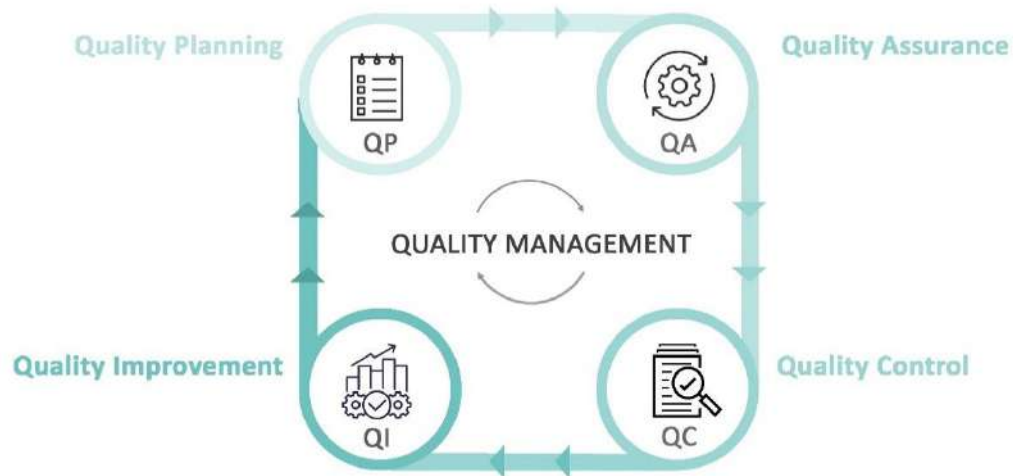 Quality Planning
Quality Assurance
QP
QA
QUALITY MANAGEMENT
Quality Improvement
Quality Control
QI
QC